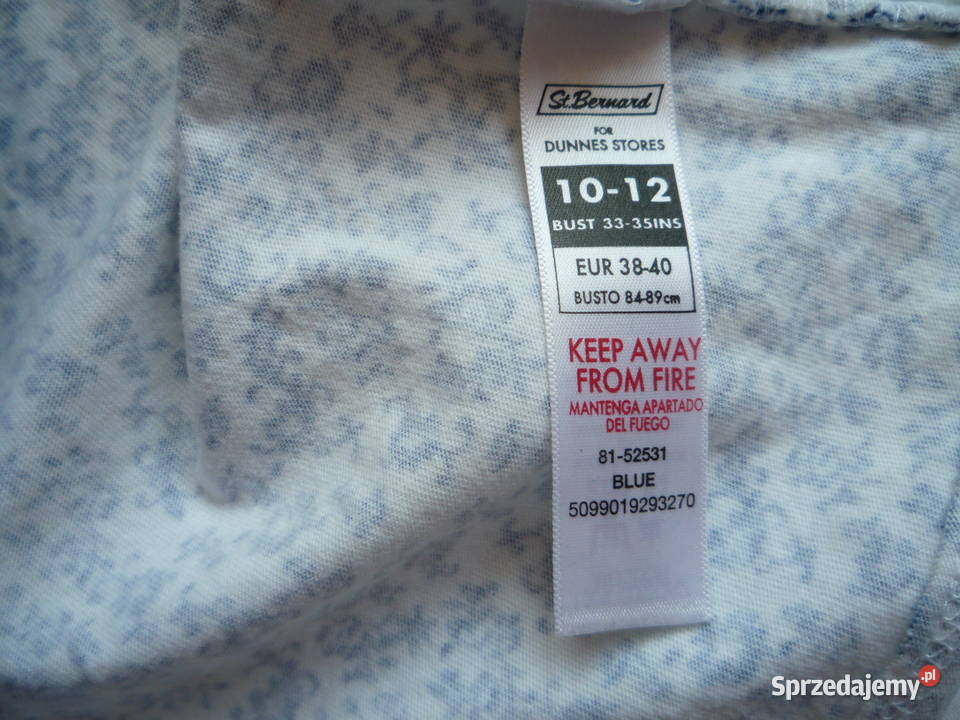 St.Bernard
FOR
DUNNES STORES
10-12
BUST 33-35INS
EUR 38-40
BUSTO 84-89cm
KEEP AWAY
FROM FIRE
MANTENGA APARTADO
DEL FUEGO
81-52531
BLUE
5099019293270
Sprzedajemy.pl